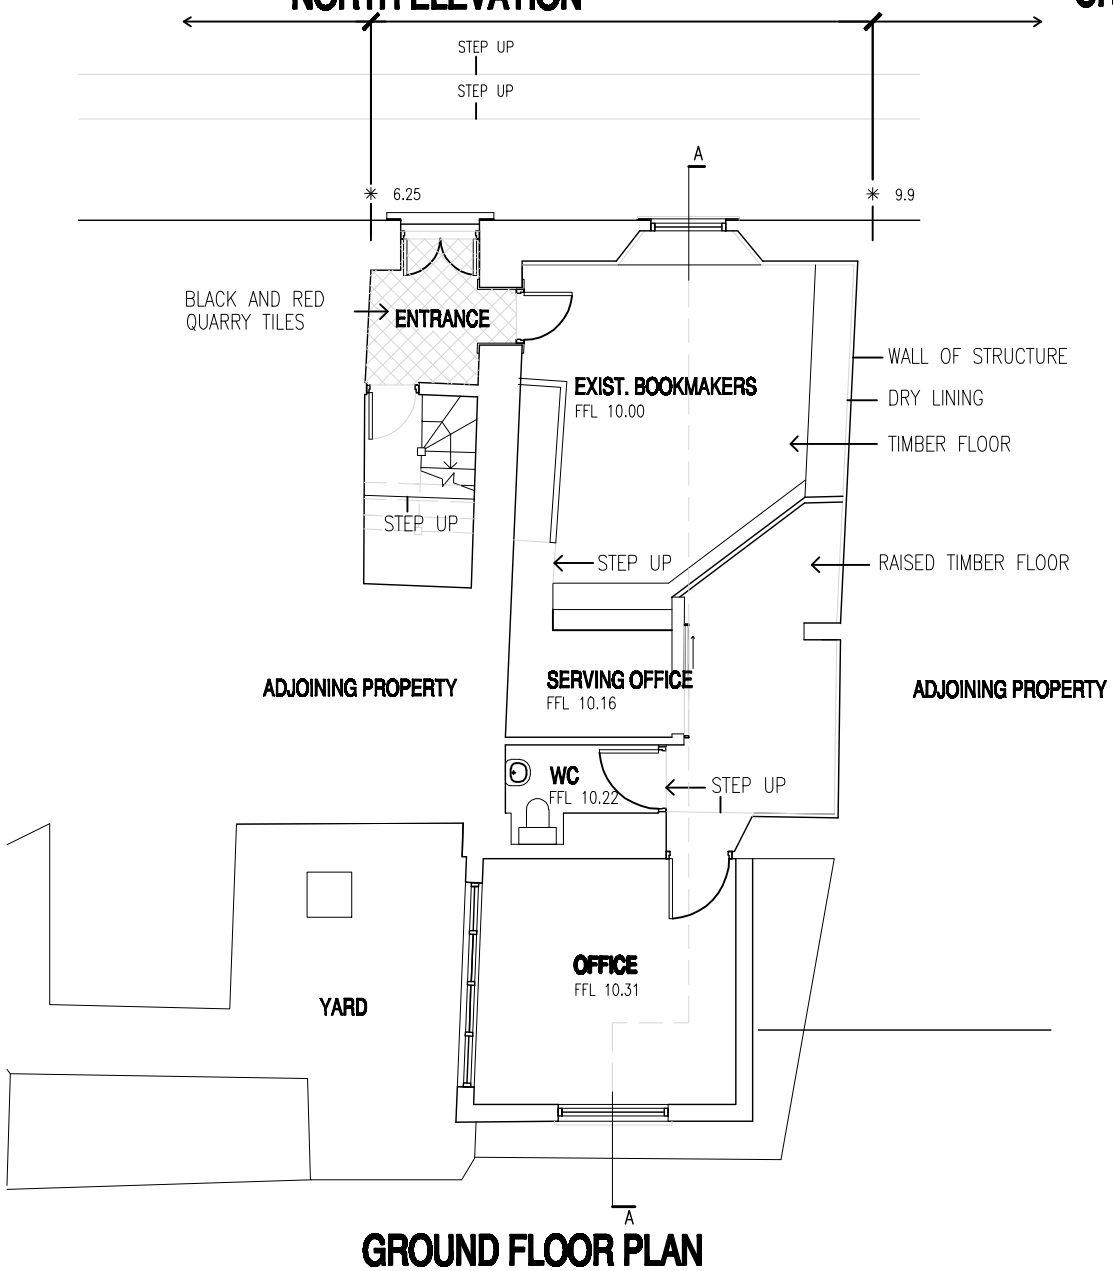 NORTH ELEVATION
STEP UP
STEP UP
A
6.25
9.9
BLACK AND RED
QUARRY TILES
ENTRANCE
WALL OF STRUCTURE
EXIST. BOOKMAKERS
FFL 10.00
DRY LINING
TIMBER FLOOR
STEP UP
STEP UP
RAISED TIMBER FLOOR
ADJOINING PROPERTY
SERVING OFFICE
FFL 10.16
ADJOINING PROPERTY
WC
FFL 10.22
STEP UP
OFFICE
FFL 10.31
YARD
A
GROUND FLOOR PLAN